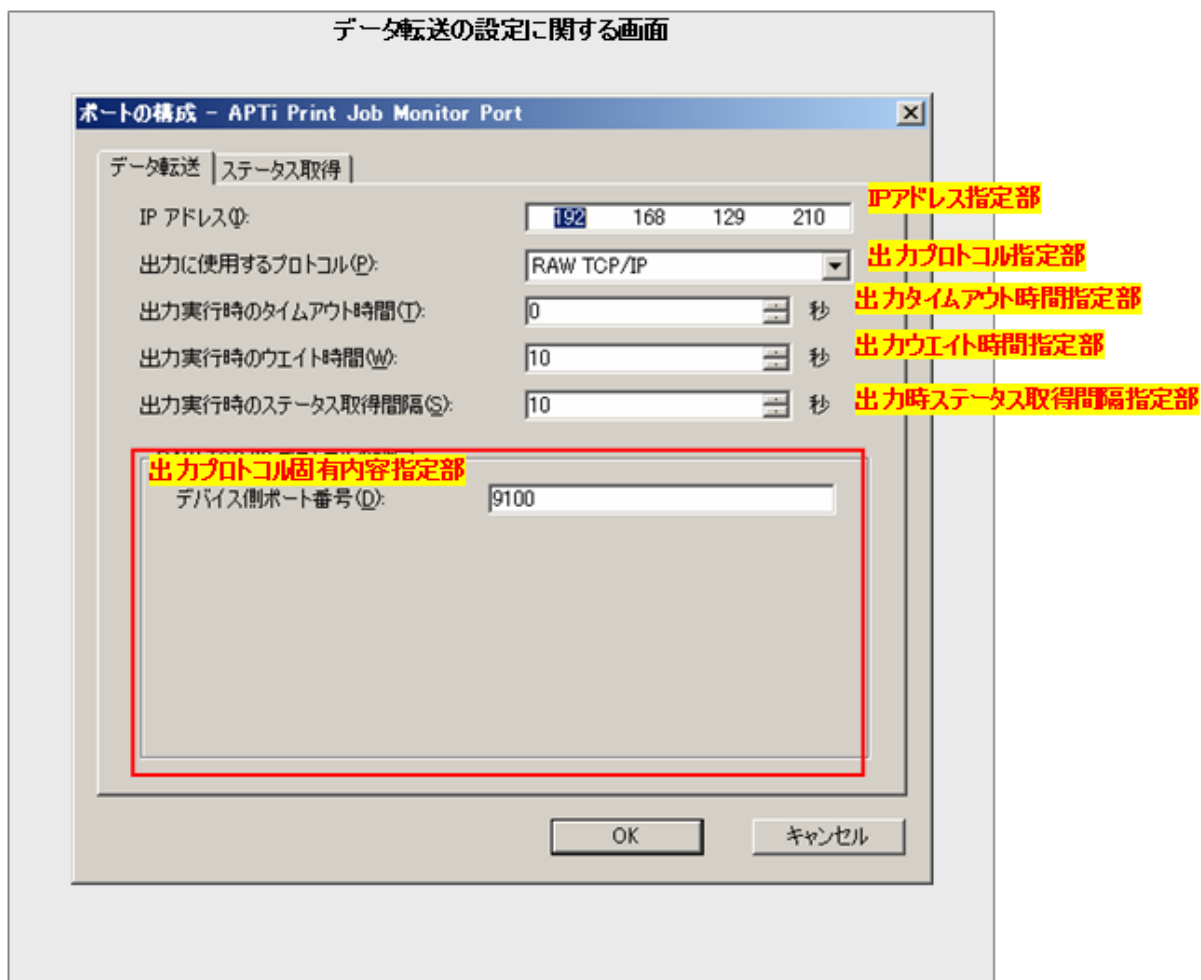 データ転送の設定に関する画面
ポートの構成 - APTi Print Job Monitor Port
データ転送 ステータス取得
IP アドレス(I): 192 168 129 210 IPアドレス指定部
出力に使用するプロトコル(P): RAW TCP/IP 出力プロトコル指定部
出力実行時のタイムアウト時間(T): 0 秒 出力タイムアウト時間指定部
出力実行時のウエイト時間(W): 10 秒 出力ウエイト時間指定部
出力実行時のステータス取得間隔(S): 10 秒 出力時ステータス取得間隔指定部
出力プロトコル固有内容指定部
デバイス側ポート番号(D): 9100
OK キャンセル